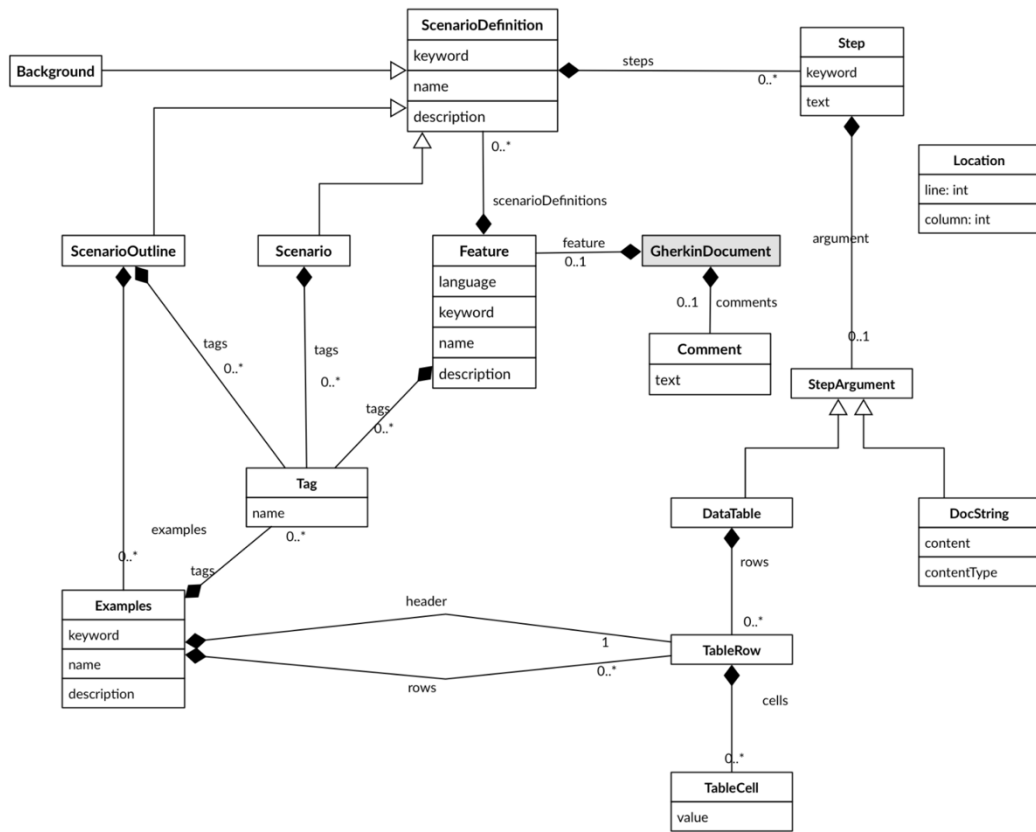 ScenarioDefinition
keyword
name
description
Background
steps
0..*
Step
keyword
text
Location
line: int
column: int
0..*
scenarioDefinitions
argument
0..1
ScenarioOutline
Scenario
Feature
language
keyword
name
description
feature
0..1
GherkinDocument
0..1
comments
Comment
text
tags
0..*
tags
0..*
tags
0..*
StepArgument
Tag
name
0..*
examples
0..*
tags
DataTable
DocString
content
contentType
rows
0..*
Examples
keyword
name
description
header
1
rows
0..*
TableRow
cells
0..*
TableCell
value